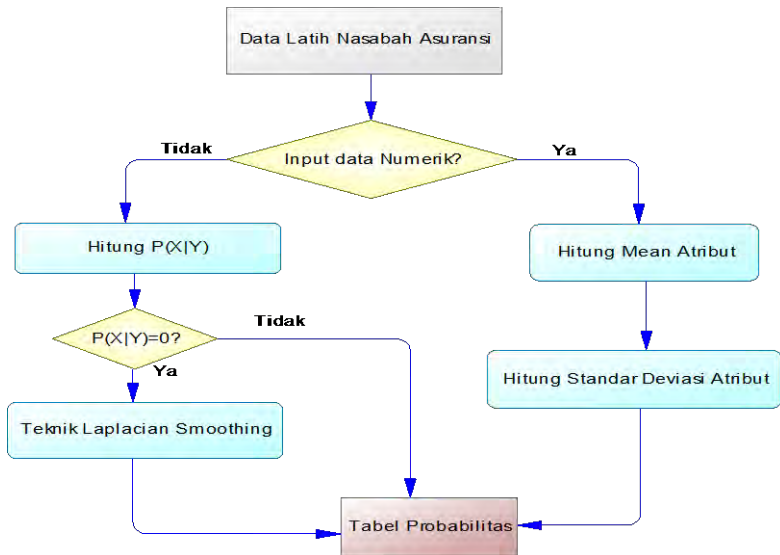 Data Latih Nasabah Asuransi
Input data Numerik?
Tidak
Ya
Hitung P(X|Y)
Hitung Mean Atribut
P(X|Y)=0?
Tidak
Ya
Hitung Standar Deviasi Atribut
Teknik Laplacian Smoothing
Tabel Probabilitas